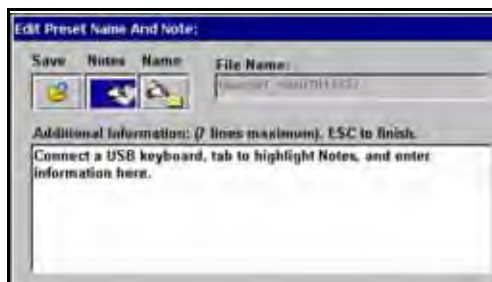 Edit Preset Name And Note:
Save Notes Name File Name:
Additional Information: (7 lines maximum). ESC to finish.
Connect a USB keyboard, tab to highlight Notes, and enter
information here.